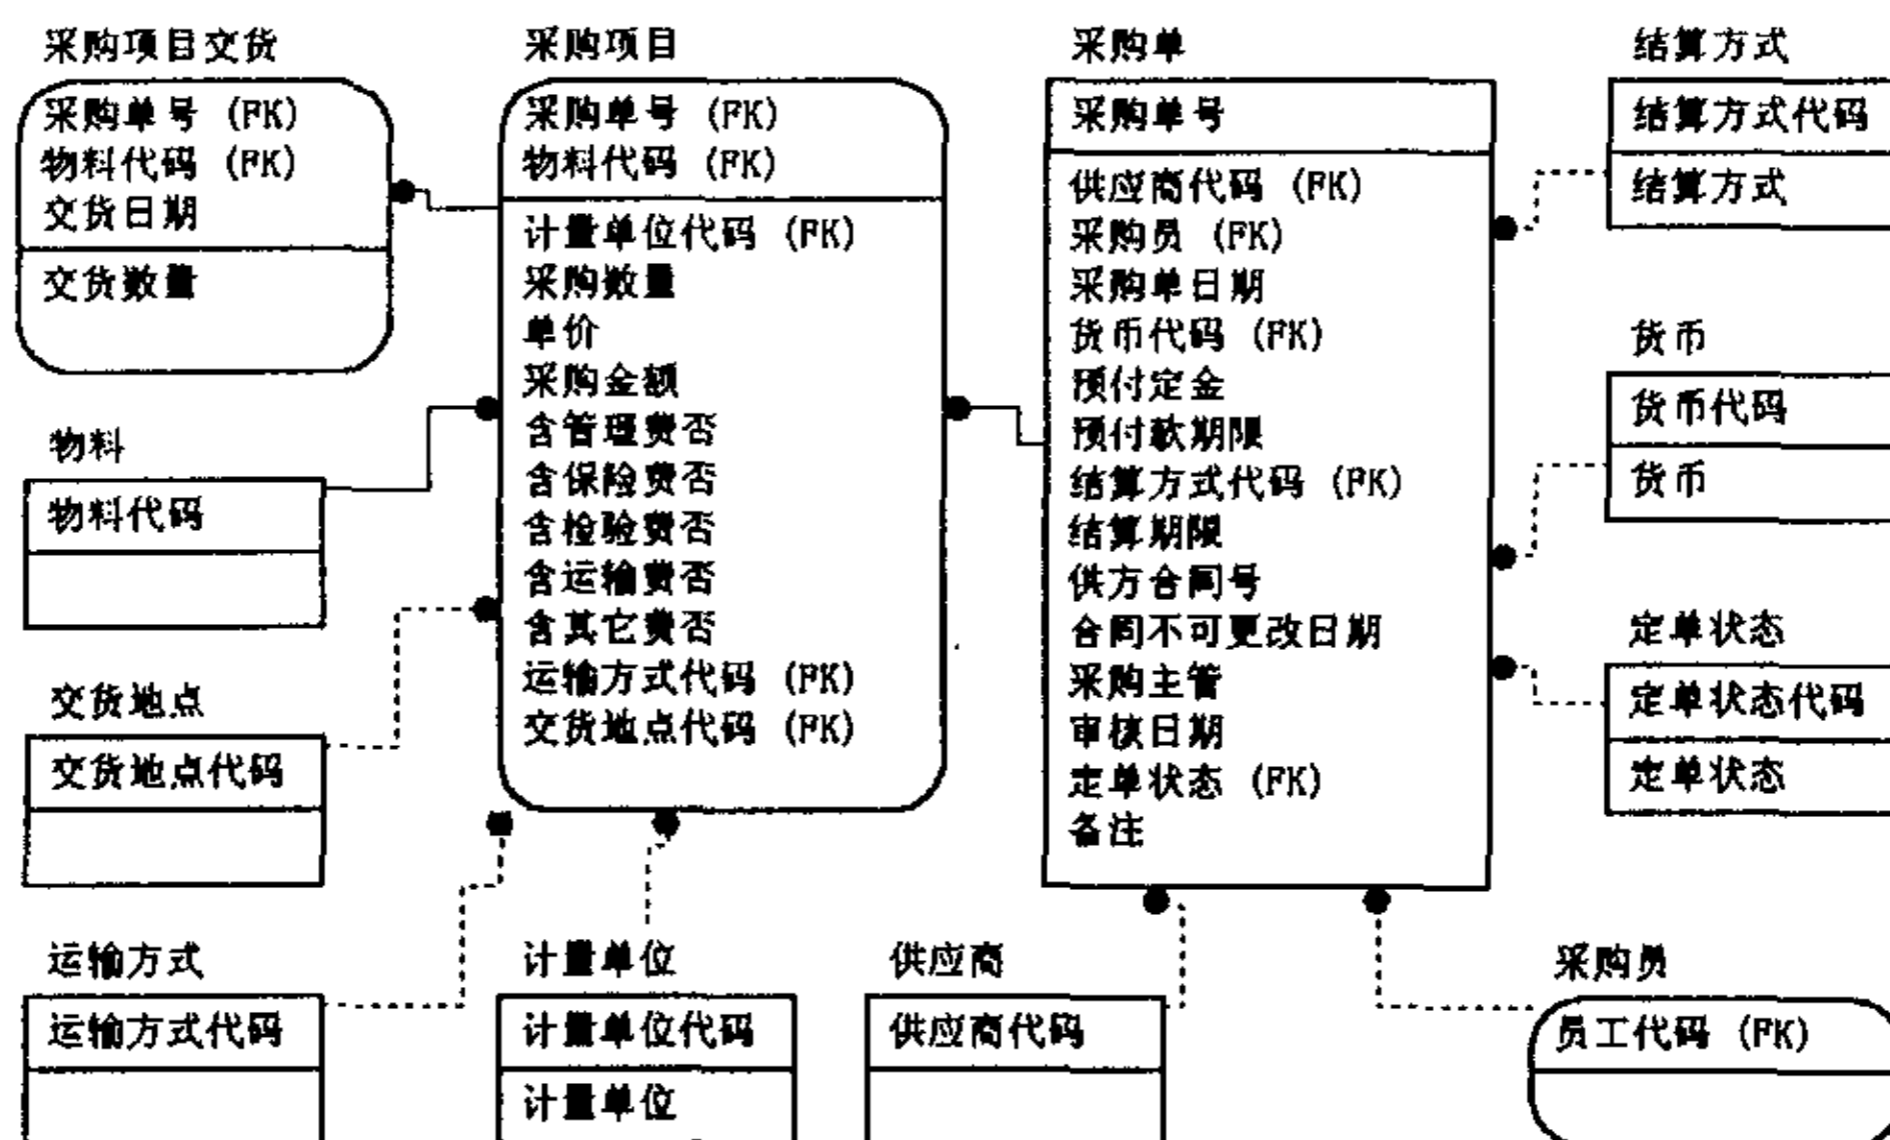 采购项目交货
采购单号 (FK)
物料代码 (FK)
交货日期
交货数量
采购项目
采购单号 (FK)
物料代码 (FK)
计量单位代码 (FK)
采购数量
单价
采购金额
含管理费否
含保险费否
含检验费否
含运输费否
含其它费否
运输方式代码 (FK)
交货地点代码 (FK)
采购单
采购单号
供应商代码 (FK)
采购员 (FK)
采购单日期
货币代码 (FK)
预付定金
预付款期限
结算方式代码 (FK)
结算期限
供方合同号
合同不可更改日期
采购主管
审核日期
定单状态 (FK)
备注
结算方式
结算方式代码
结算方式
货币
货币代码
货币
定单状态
定单状态代码
定单状态
物料
物料代码
交货地点
交货地点代码
运输方式
运输方式代码
计量单位
计量单位代码
计量单位
供应商
供应商代码
采购员
员工代码 (FK)